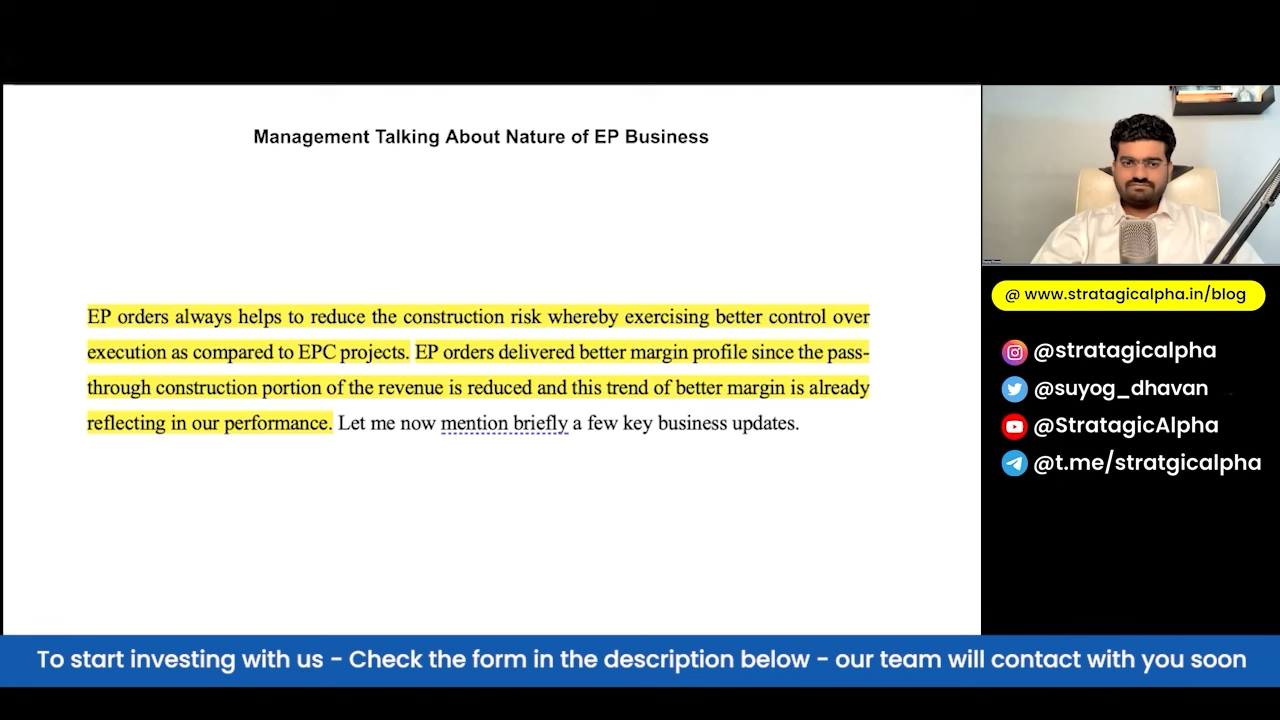 Management Talking About Nature of EP Business
EP orders always helps to reduce the construction risk whereby exercising better control over
execution as compared to EPC projects. EP orders delivered better margin profile since the pass-
through construction portion of the revenue is reduced and this trend of better margin is already
reflecting in our performance. Let me now mention briefly a few key business updates.
@ www.stratagicalpha.in/blog
@stratagicalpha
@suyog_dhavan
@StratagicAlpha
@t.me/stratgicalpha
To start investing with us - Check the form in the description below - our team will contact with you soon